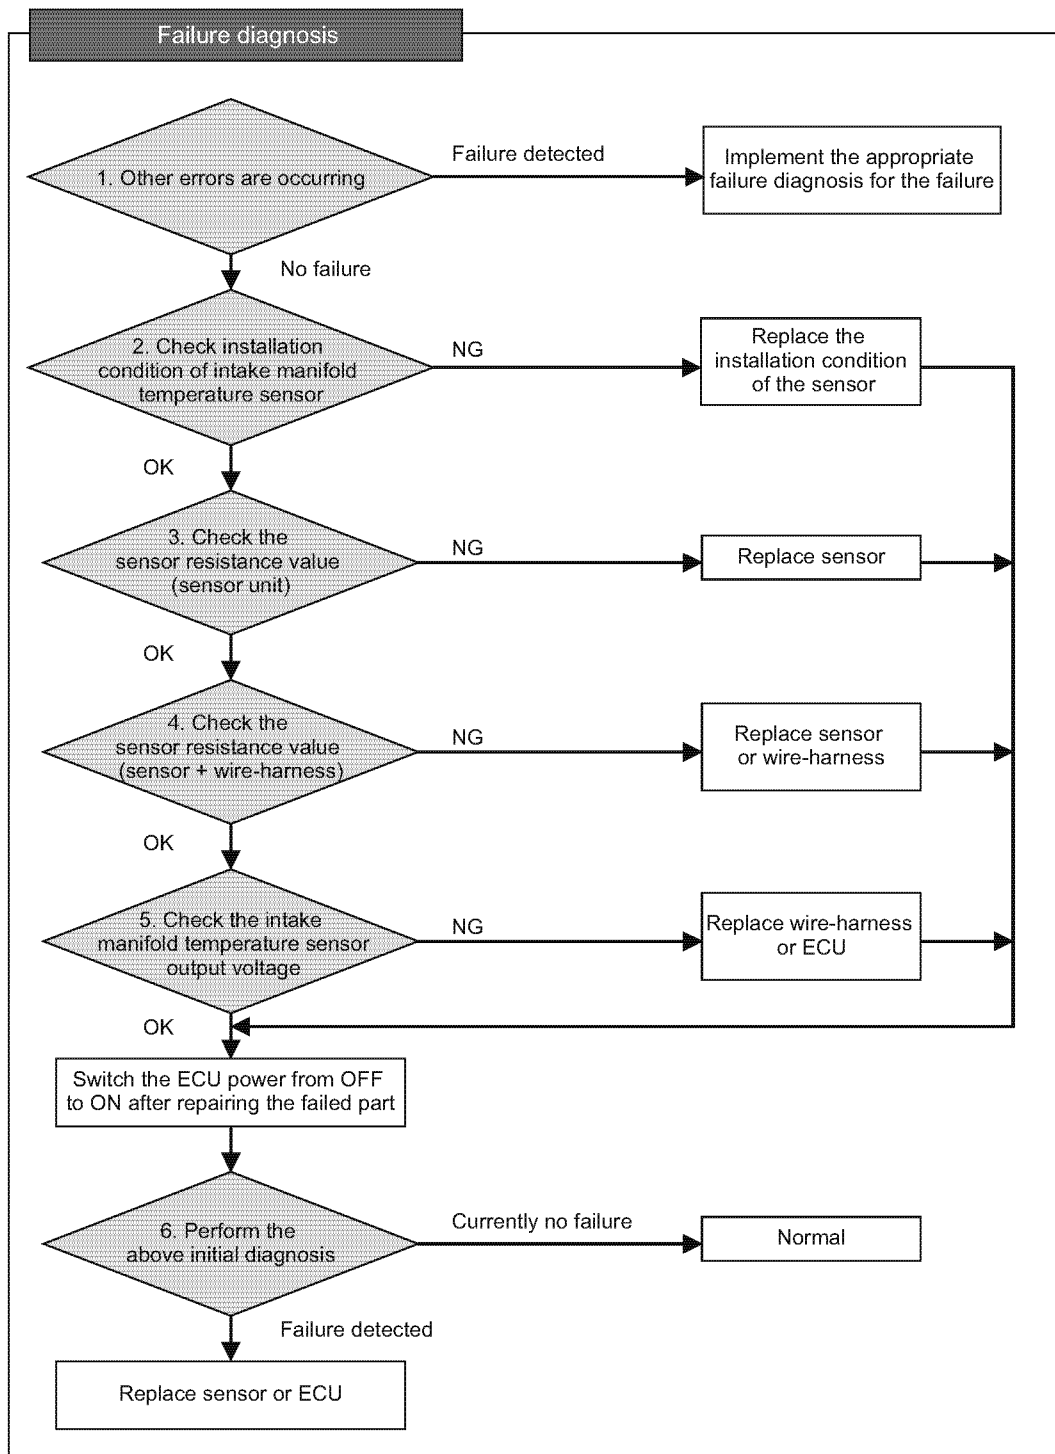 Failure diagnosis
1. Other errors are occurring
Failure detected
Implement the appropriate
failure diagnosis for the failure
No failure
2. Check installation
condition of intake manifold
temperature sensor
NG
Replace the
installation condition
of the sensor
OK
3. Check the
sensor resistance value
(sensor unit)
NG
Replace sensor
OK
4. Check the
sensor resistance value
(sensor + wire-harness)
NG
Replace sensor
or wire-harness
OK
5. Check the intake
manifold temperature sensor
output voltage
NG
Replace wire-harness
or ECU
OK
Switch the ECU power from OFF
to ON after repairing the failed part
6. Perform the
above initial diagnosis
Currently no failure
Normal
Failure detected
Replace sensor or ECU